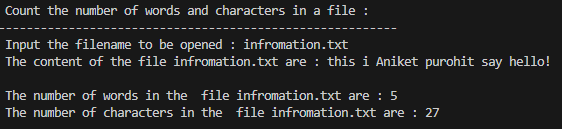 Count the number of words and characters in a file :
---------------------------------------------------------
Input the filename to be opened : infromation.txt
The content of the file infromation.txt are : this i Aniket purohit say hello!
The number of words in the  file infromation.txt are : 5
The number of characters in the  file infromation.txt are : 27